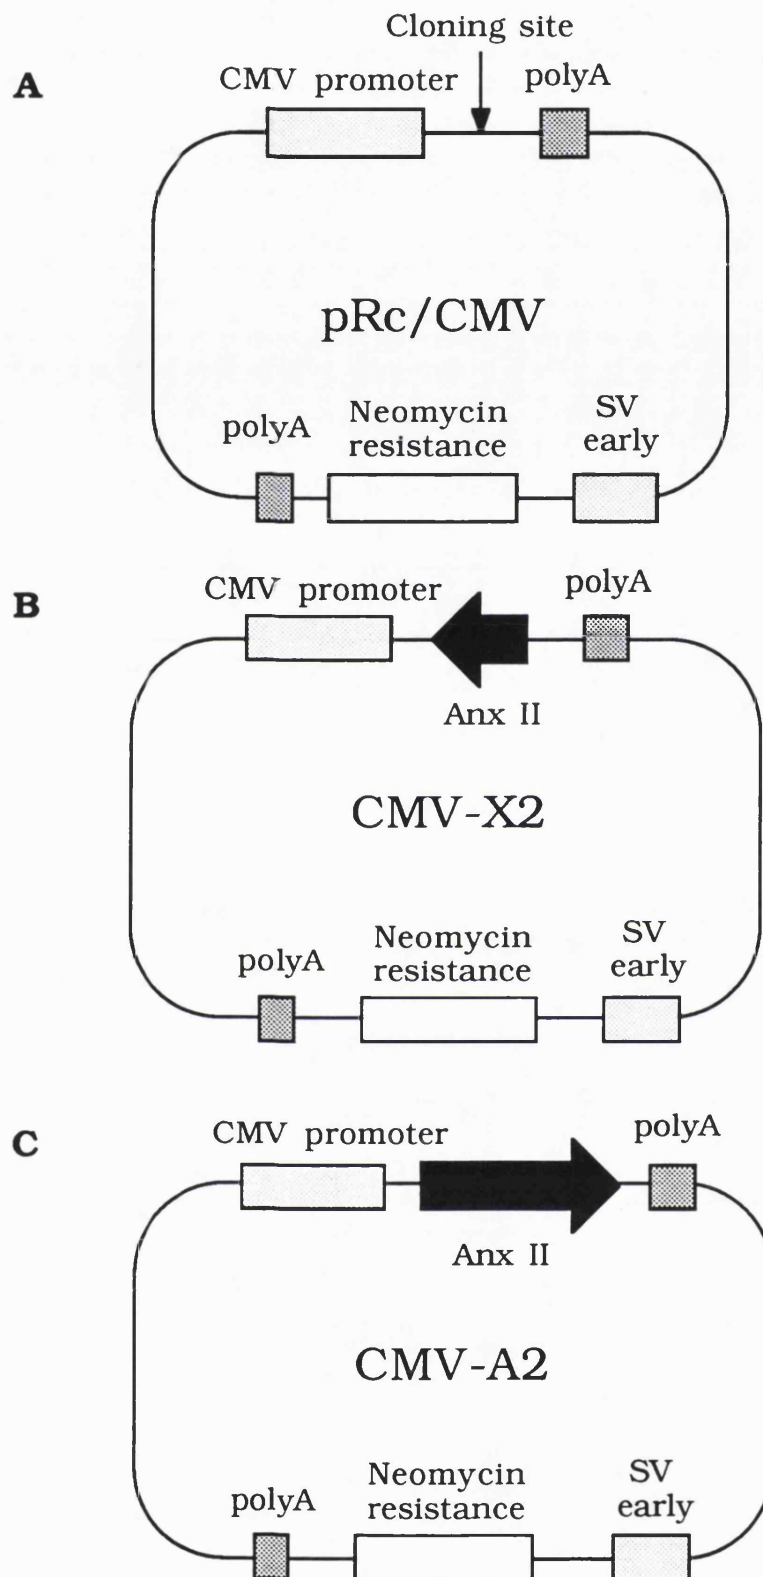 Cloning site
A
CMV promoter
polyA
pRc/CMV
polyA
Neomycin
resistance
SV
early
B
CMV promoter
polyA
Anx II
CMV-X2
polyA
Neomycin
resistance
SV
early
C
CMV promoter
polyA
Anx II
CMV-A2
polyA
Neomycin
resistance
SV
early